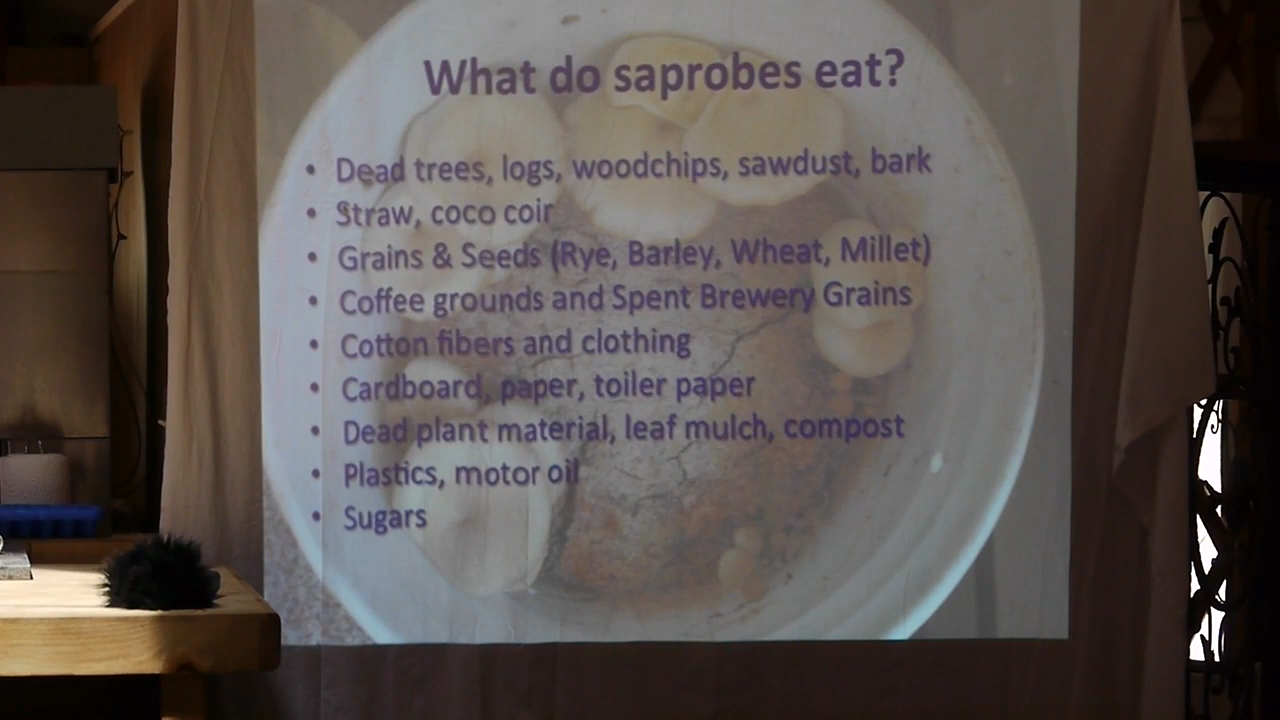 What do saprobes eat?
• Dead trees, logs, woodchips, sawdust, bark
• Straw, coco coir
• Grains & Seeds (Rye, Barley, Wheat, Millet)
• Coffee grounds and Spent Brewery Grains
• Cotton fibers and clothing
• Cardboard, paper, toiler paper
• Dead plant material, leaf mulch, compost
• Plastics, motor oil
• Sugars